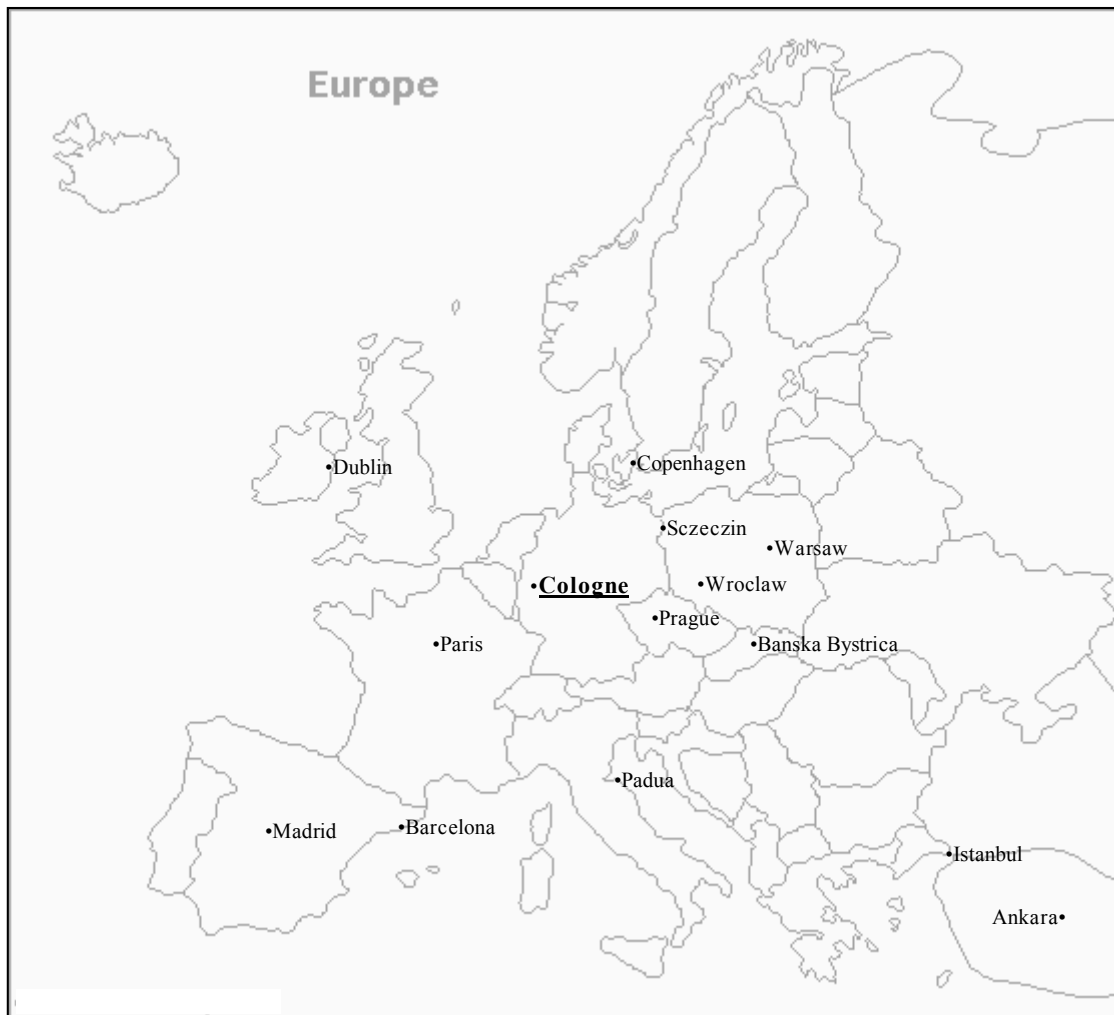 Europe
Dublin
Copenhagen
Sczeczin
Warsaw
Cologne
Wroclaw
Prague
Paris
Banska Bystrica
Padua
Madrid
Barcelona
Istanbul
Ankara